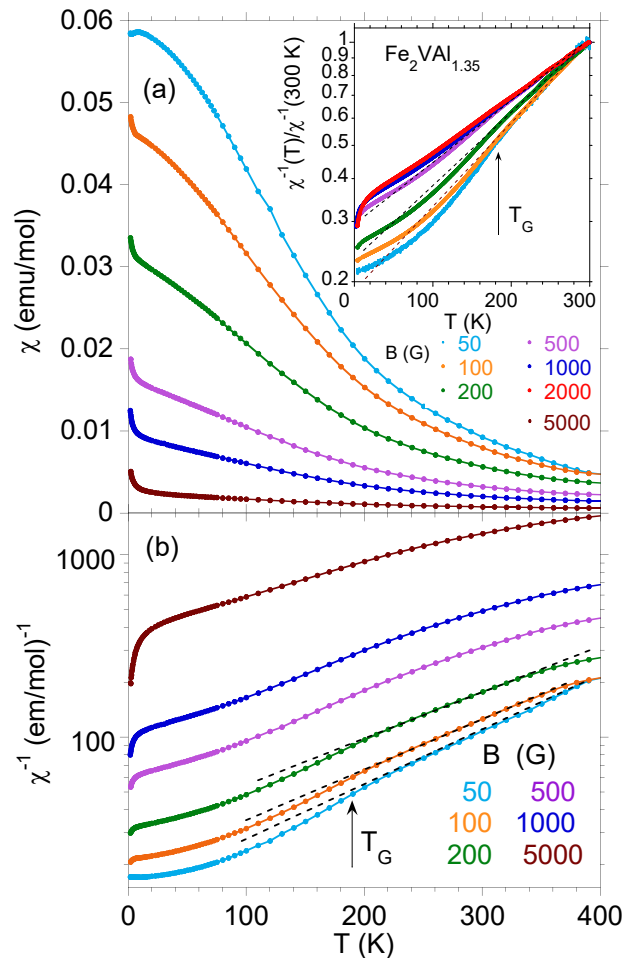 0.06
0.05
0.04
0.03
0.02
0.01
0
χ (emu/mol)
(a)
Fe₂VAl₁.₃₅
1
0.9
0.8
0.7
0.6
0.5
0.4
0.3
0.2
χ⁻¹(T)/χ⁻¹(300 K)
T_G
0 100 200 300
T (K)
B (G)
50 500
100 1000
200 2000
5000
(b)
1000
100
χ⁻¹ (em/mol)⁻¹
T_G
B (G)
50 500
100 1000
200 5000
0 100 200 300 400
T (K)